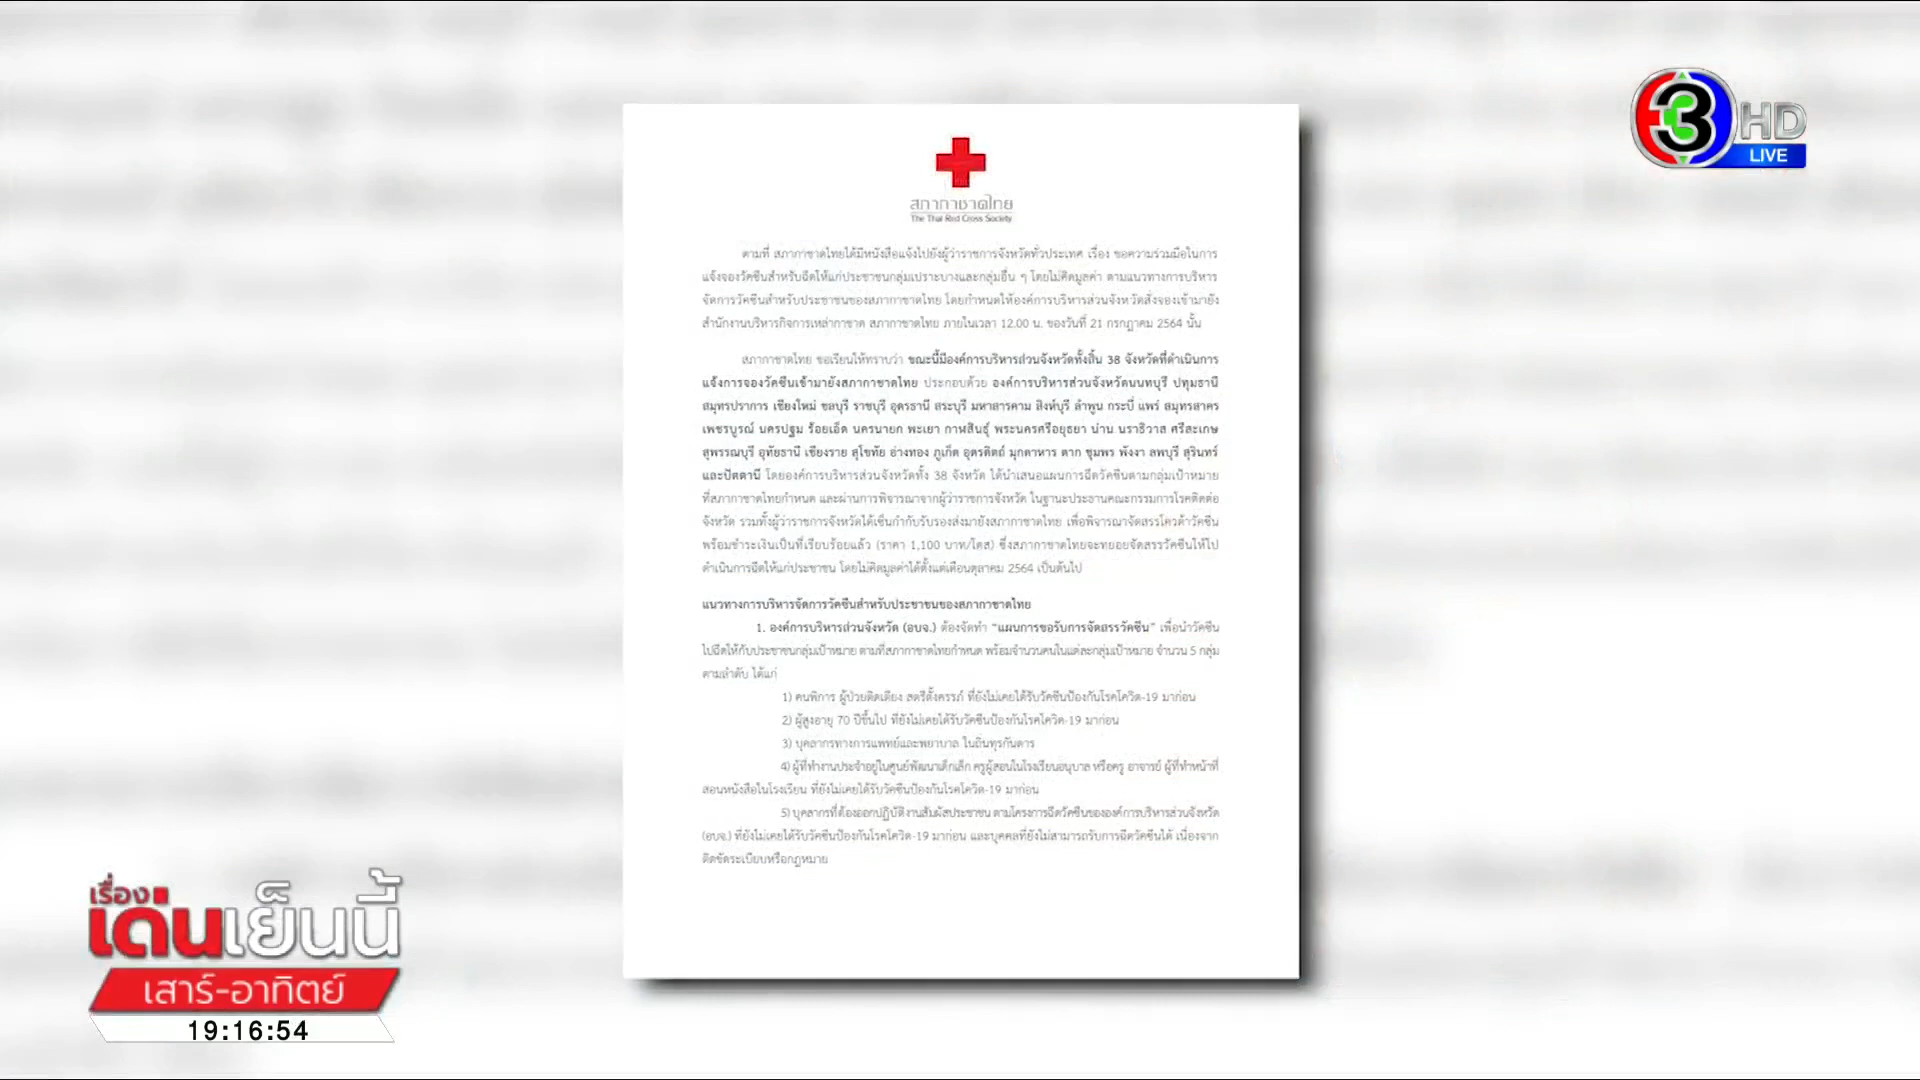 3 HD
LIVE
สภากาชาดไทย
The Thai Red Cross Society
ตามที่ สภากาชาดไทยได้มีหนังสือแจ้งไปยังผู้ว่าราชการจังหวัดทั่วประเทศ เรื่อง ขอความร่วมมือในการ
แจ้งจองวัคซีนสำหรับฉีดให้แก่ประชาชนกลุ่มเปราะบางและกลุ่มอื่น ๆ โดยไม่คิดมูลค่า ตามแนวทางการบริหาร
จัดการวัคซีนสำหรับประชาชนของสภากาชาดไทย โดยกำหนดให้องค์การบริหารส่วนจังหวัดสั่งจองเข้ามายัง
สำนักงานบริหารกิจการเหล่ากาชาด สภากาชาดไทย ภายในเวลา 12.00 น. ของวันที่ 21 กรกฎาคม 2564 นั้น
สภากาชาดไทย ขอเรียนให้ทราบว่า ขณะนี้มีองค์การบริหารส่วนจังหวัดทั้งสิ้น 38 จังหวัดที่ดำเนินการ
แจ้งการจองวัคซีนเข้ามายังสภากาชาดไทย ประกอบด้วย องค์การบริหารส่วนจังหวัดนนทบุรี ปทุมธานี
สมุทรปราการ เชียงใหม่ ชลบุรี ราชบุรี อุดรธานี สระบุรี มหาสารคาม สิงห์บุรี ลำพูน กระบี่ แพร่ สมุทรสาคร
เพชรบูรณ์ นครปฐม ร้อยเอ็ด นครนายก พะเยา กาฬสินธุ์ พระนครศรีอยุธยา น่าน นราธิวาส ศรีสะเกษ
สุพรรณบุรี อุทัยธานี เชียงราย สุโขทัย อ่างทอง ภูเก็ต อุตรดิตถ์ มุกดาหาร ตาก ชุมพร พังงา ลพบุรี สุรินทร์
และปัตตานี โดยองค์การบริหารส่วนจังหวัดทั้ง 38 จังหวัด ได้นำเสนอแผนการฉีดวัคซีนตามกลุ่มเป้าหมาย
ที่สภากาชาดไทยกำหนด และผ่านการพิจารณาจากผู้ว่าราชการจังหวัด ในฐานะประธานคณะกรรมการโรคติดต่อ
จังหวัด รวมทั้งผู้ว่าราชการจังหวัดได้เซ็นกำกับรับรองส่งมายังสภากาชาดไทย เพื่อพิจารณาจัดสรรโควต้าวัคซีน
พร้อมชำระเงินเป็นที่เรียบร้อยแล้ว (ราคา 1,100 บาท/โดส) ซึ่งสภากาชาดไทยจะทยอยจัดสรรวัคซีนให้ไป
ดำเนินการฉีดให้แก่ประชาชน โดยไม่คิดมูลค่าได้ตั้งแต่เดือนตุลาคม 2564 เป็นต้นไป
แนวทางการบริหารจัดการวัคซีนสำหรับประชาชนของสภากาชาดไทย
1. องค์การบริหารส่วนจังหวัด (อบจ.) ต้องจัดทำ "แผนการขอรับการจัดสรรวัคซีน" เพื่อนำวัคซีน
ไปฉีดให้กับประชาชนกลุ่มเป้าหมาย ตามที่สภากาชาดไทยกำหนด พร้อมจำนวนคนในแต่ละกลุ่มเป้าหมาย จำนวน 5 กลุ่ม
ตามลำดับ ได้แก่
1) คนพิการ ผู้ป่วยติดเตียง สตรีตั้งครรภ์ ที่ยังไม่เคยได้รับวัคซีนป้องกันโรคโควิด-19 มาก่อน
2) ผู้สูงอายุ 70 ปีขึ้นไป ที่ยังไม่เคยได้รับวัคซีนป้องกันโรคโควิด-19 มาก่อน
3) บุคลากรทางการแพทย์และพยาบาล ในถิ่นทุรกันดาร
4) ผู้ที่ทำงานประจำอยู่ในศูนย์พัฒนาเด็กเล็ก ครูผู้สอนในโรงเรียนอนุบาล หรือครู อาจารย์ ผู้ที่ทำหน้าที่
สอนหนังสือในโรงเรียน ที่ยังไม่เคยได้รับวัคซีนป้องกันโรคโควิด-19 มาก่อน
5) บุคลากรที่ต้องออกปฏิบัติงานสัมผัสประชาชน ตามโครงการฉีดวัคซีนขององค์การบริหารส่วนจังหวัด
(อบจ.) ที่ยังไม่เคยได้รับวัคซีนป้องกันโรคโควิด-19 มาก่อน และบุคคลที่ยังไม่สามารถรับการฉีดวัคซีนได้ เนื่องจาก
ติดขัดระเบียบหรือกฎหมาย
เรื่อง
เด่นเย็นนี้
เสาร์-อาทิตย์
19:16:54